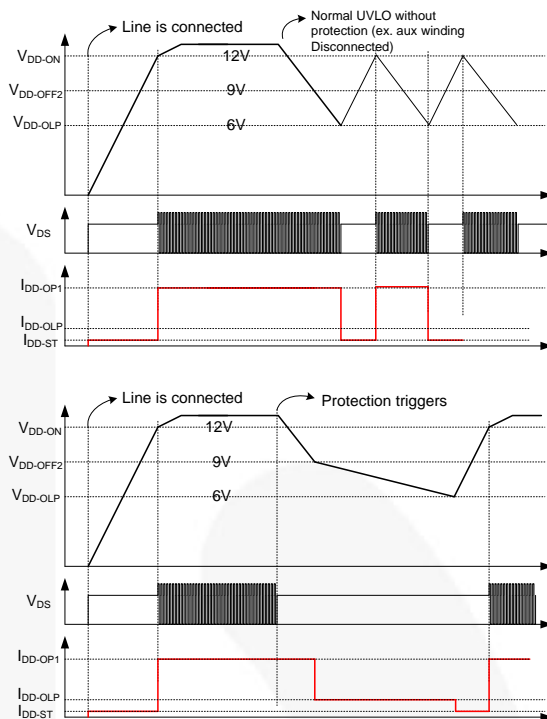 Line is connected
Normal UVLO without
protection (ex. aux winding
Disconnected)
VDD-ON
12V
VDD-OFF2
9V
VDD-OLP
6V
VDS
IDD-OP1
IDD-OLP
IDD-ST
Line is connected
Protection triggers
VDD-ON
12V
VDD-OFF2
9V
VDD-OLP
6V
VDS
IDD-OP1
IDD-OLP
IDD-ST